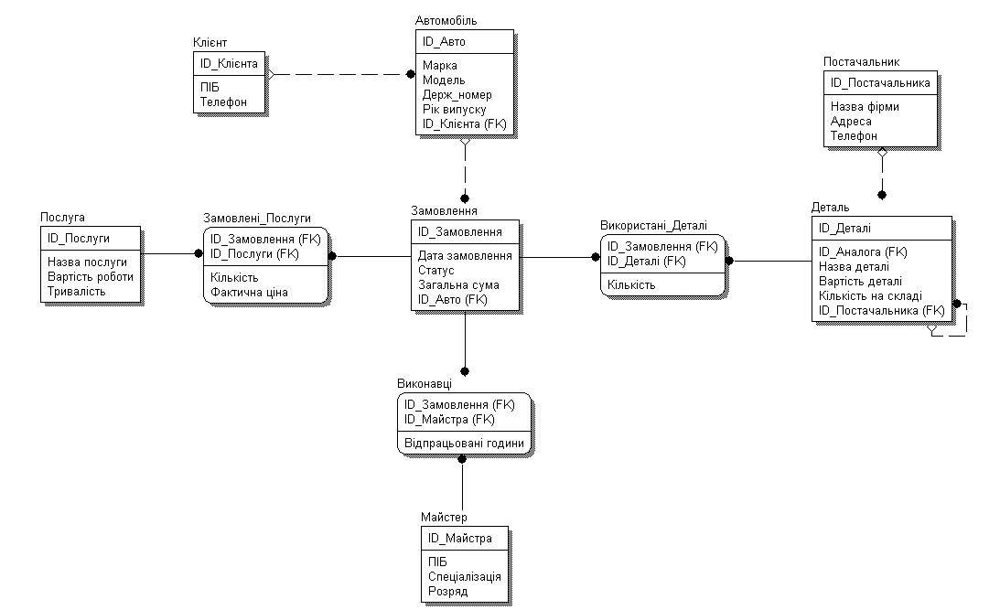 Автомобіль
ID_Авто
Марка
Модель
Держ_номер
Рік випуску
ID_Клієнта (FK)
Клієнт
ID_Клієнта
ПІБ
Телефон
Постачальник
ID_Постачальника
Назва фірми
Адреса
Телефон
Послуга
ID_Послуги
Назва послуги
Вартість роботи
Тривалість
Замовлені_Послуги
ID_Замовлення (FK)
ID_Послуги (FK)
Кількість
Фактична ціна
Замовлення
ID_Замовлення
Дата замовлення
Статус
Загальна сума
ID_Авто (FK)
Використані_Деталі
ID_Замовлення (FK)
ID_Деталі (FK)
Кількість
Деталь
ID_Деталі
ID_Аналога (FK)
Назва деталі
Вартість деталі
Кількість на складі
ID_Постачальника (FK)
Виконавці
ID_Замовлення (FK)
ID_Майстра (FK)
Відпрацьовані години
Майстер
ID_Майстра
ПІБ
Спеціалізація
Розряд